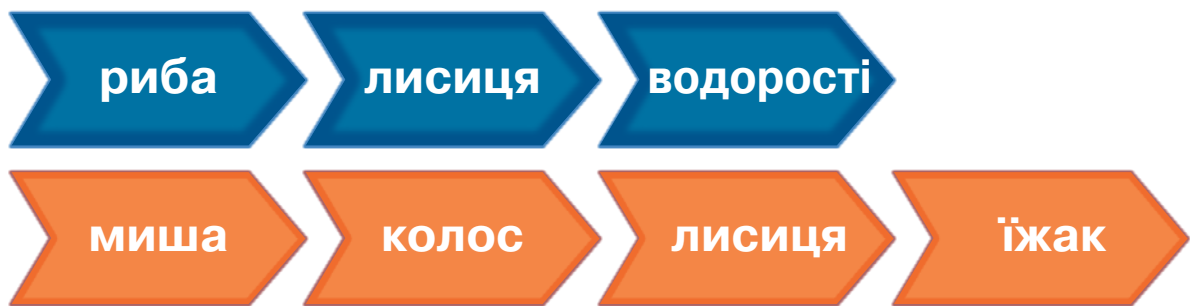 риба лисиця водорості
миша колос лисиця їжак